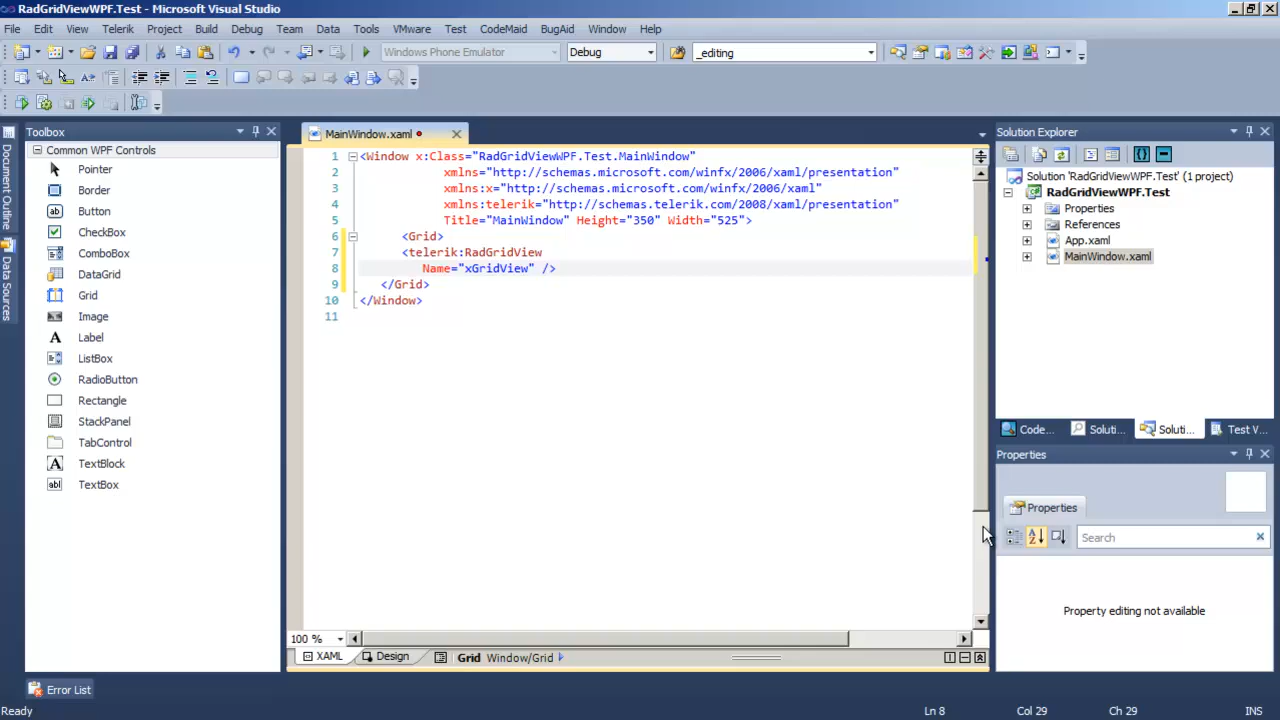 RadGridViewWPF.Test - Microsoft Visual Studio
File Edit View Telerik Project Build Debug Team Data Tools VMware Test CodeMaid BugAid Window Help
Windows Phone Emulator Debug _editing
Toolbox
Common WPF Controls
Pointer
Border
Button
CheckBox
ComboBox
DataGrid
Grid
Image
Label
ListBox
RadioButton
Rectangle
StackPanel
TabControl
TextBlock
TextBox
Document Outline
Data Sources
MainWindow.xaml
1 <Window x:Class="RadGridViewWPF.Test.MainWindow"
2 xmlns="http://schemas.microsoft.com/winfx/2006/xaml/presentation"
3 xmlns:x="http://schemas.microsoft.com/winfx/2006/xaml"
4 xmlns:telerik="http://schemas.telerik.com/2008/xaml/presentation"
5 Title="MainWindow" Height="350" Width="525">
6 <Grid>
7 <telerik:RadGridView
8 Name="xGridView" />
9 </Grid>
10 </Window>
11
100 %
XAML Design Grid Window/Grid
Solution Explorer
Solution 'RadGridViewWPF.Test' (1 project)
RadGridViewWPF.Test
Properties
References
App.xaml
MainWindow.xaml
Code... Soluti... Soluti... Test V...
Properties
Properties
Search
Property editing not available
Error List
Ready Ln 8 Col 29 Ch 29 INS